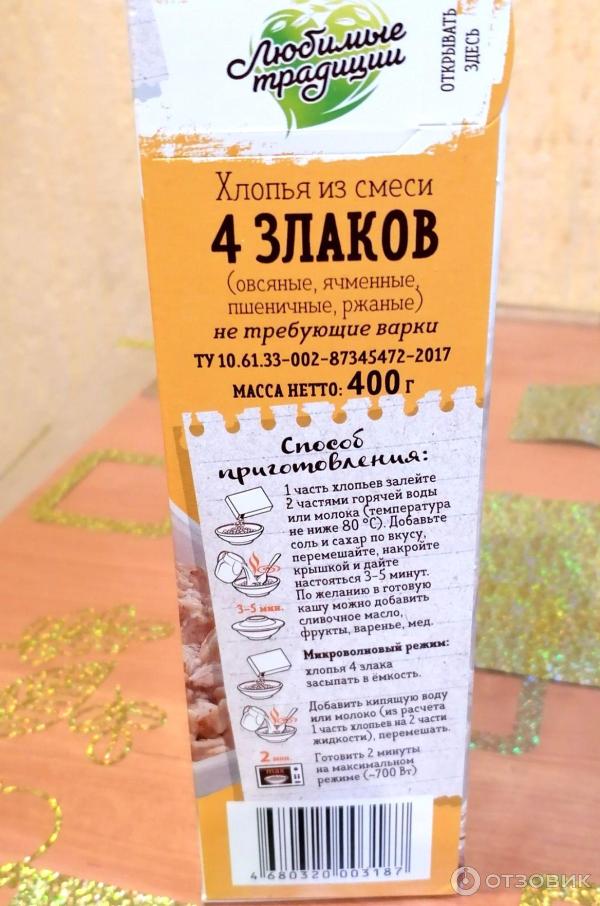 Любимые
традиции
ОТКРЫВАТЬ
ЗДЕСЬ
Хлопья из смеси
4 ЗЛАКОВ
(овсяные, ячменные,
пшеничные, ржаные)
не требующие варки
ТУ 10.61.33-002-87345472-2017
МАССА НЕТТО: 400 г
Способ
приготовления:
1 часть хлопьев залейте
2 частями горячей воды
или молока (температура
не ниже 80 °С). Добавьте
соль и сахар по вкусу,
перемешайте, накройте
крышкой и дайте
настояться 3-5 минут.
По желанию в готовую
кашу можно добавить
сливочное масло,
фрукты, варенье, мед.
3-5 мин.
Микроволновый режим:
хлопья 4 злака
засыпать в ёмкость.
Добавить кипящую воду
или молоко (из расчета
1 часть хлопьев на 2 части
жидкости), перемешать.
2 мин.
max
Готовить 2 минуты
на максимальном
режиме (~700 Вт)
4 680320 003187
ОТЗОВИК